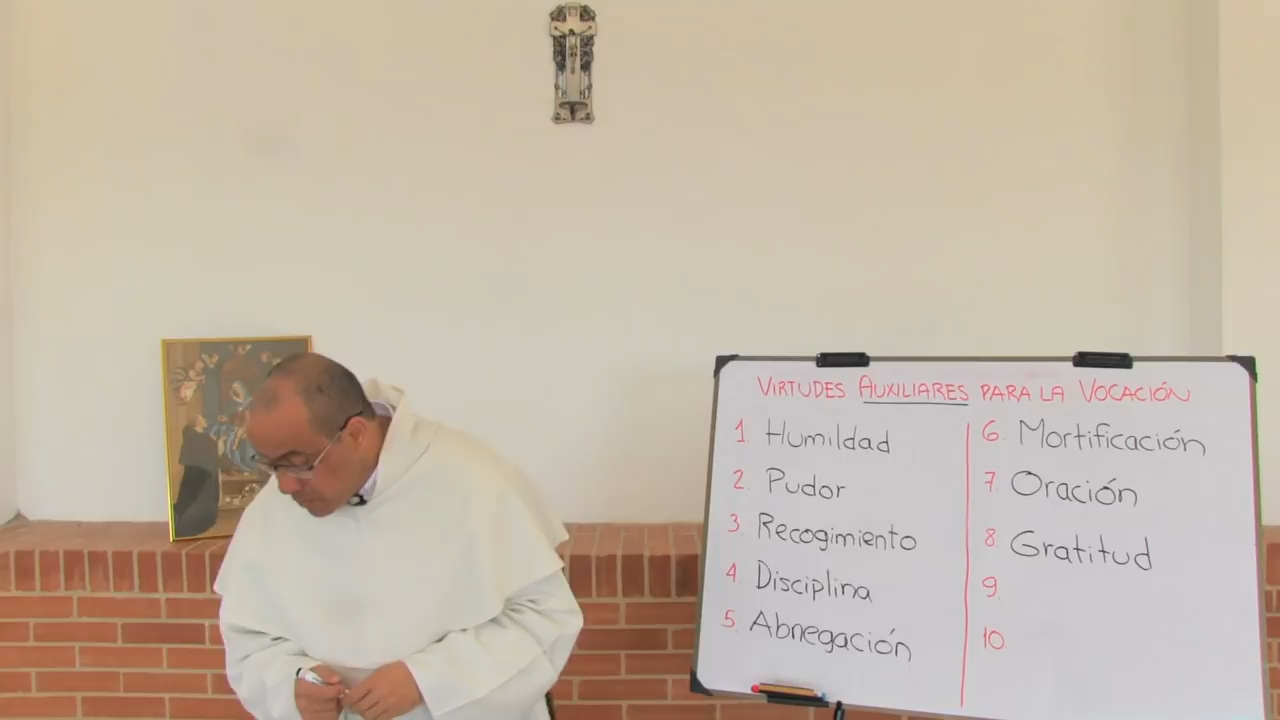 VIRTUDES AUXILIARES PARA LA VOCACIÓN
1. Humildad
2. Pudor
3. Recogimiento
4. Disciplina
5. Abnegación
6. Mortificación
7. Oración
8. Gratitud
9.
10.